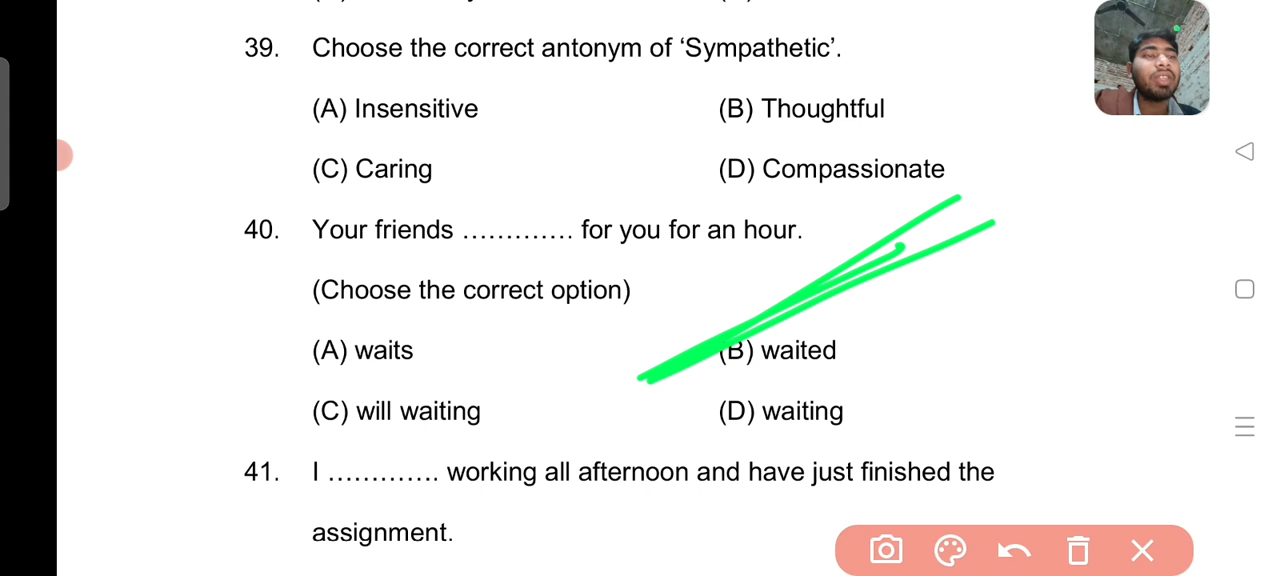 39. Choose the correct antonym of ‘Sympathetic’.
(A) Insensitive (B) Thoughtful
(C) Caring (D) Compassionate
40. Your friends ............. for you for an hour.
(Choose the correct option)
(A) waits (B) waited
(C) will waiting (D) waiting
41. I ............. working all afternoon and have just finished the
assignment.